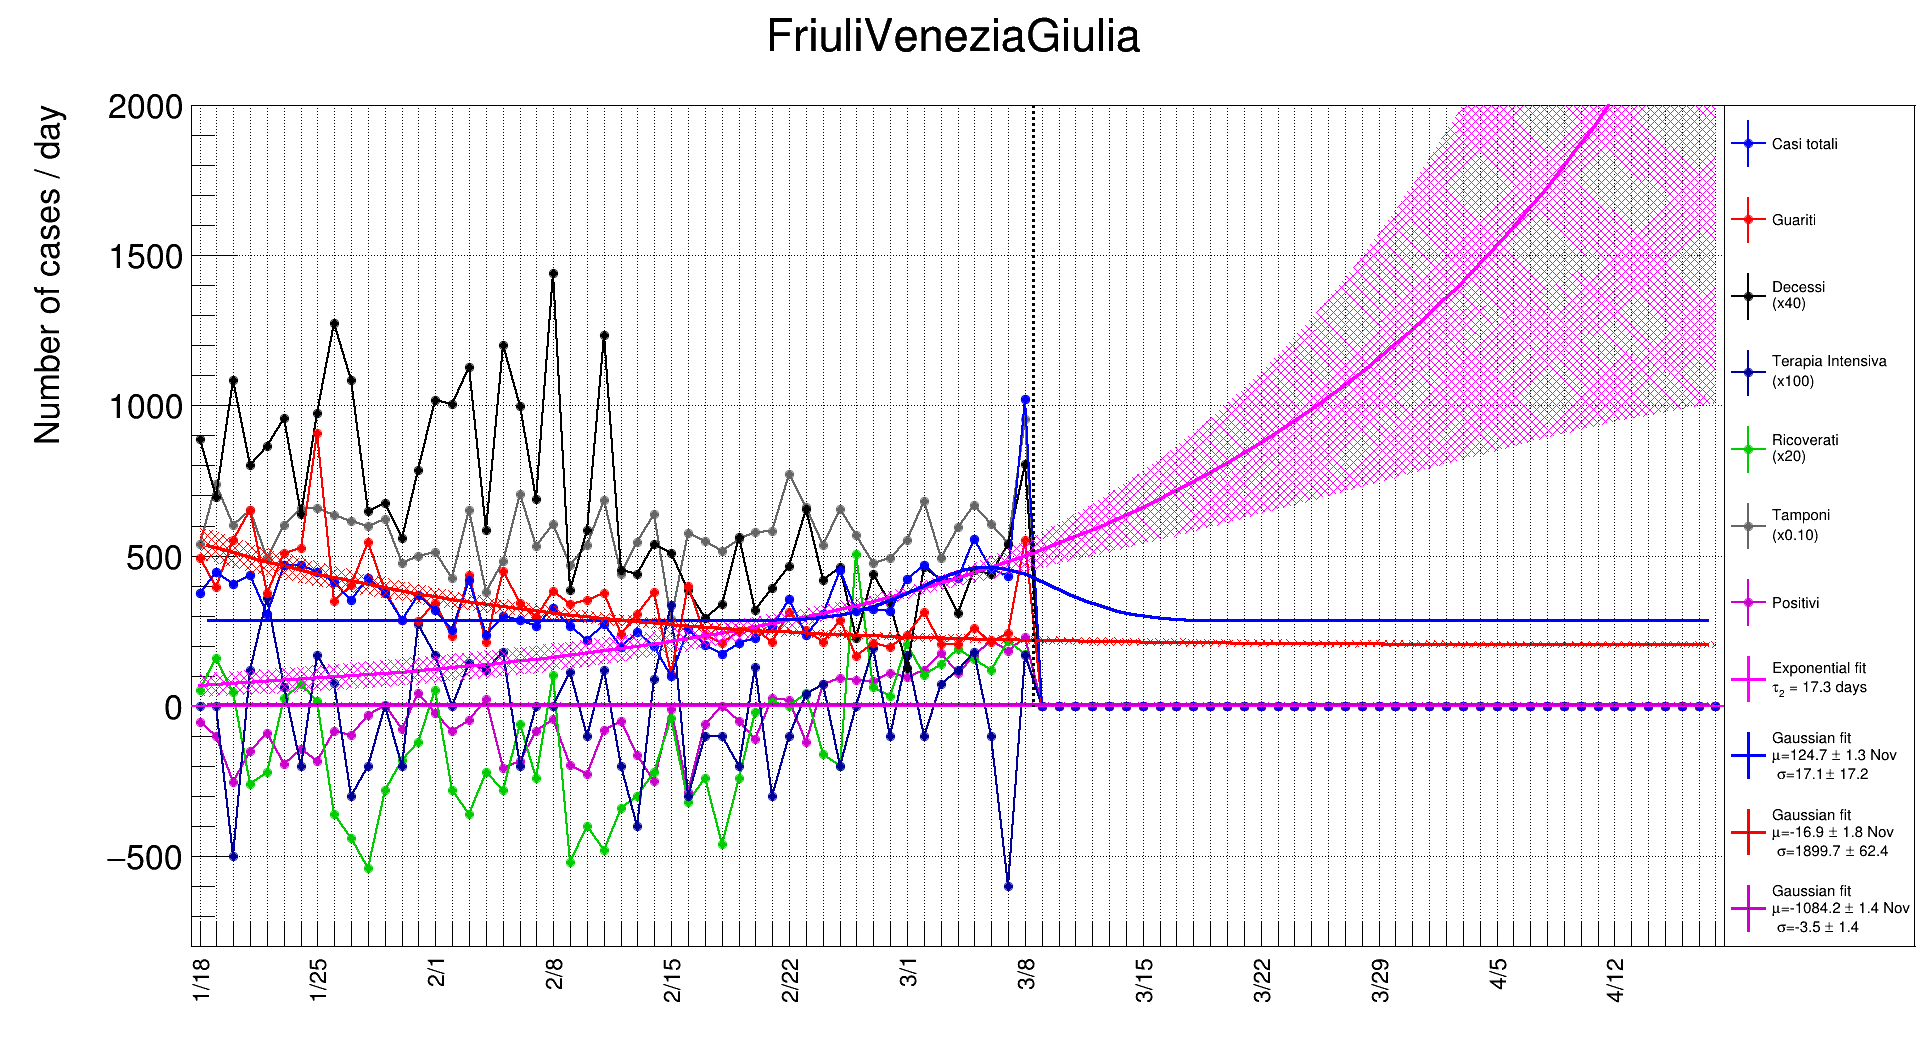 FriuliVeneziaGiulia
Number of cases / day
2000
1500
1000
500
0
−500
1/18
1/25
2/1
2/8
2/15
2/22
3/1
3/8
3/15
3/22
3/29
4/5
4/12
Casi totali
Guariti
Decessi
(x40)
Terapia Intensiva
(x100)
Ricoverati
(x20)
Tamponi
(x0.10)
Positivi
Exponential fit
τ2 = 17.3 days
Gaussian fit
μ=124.7 ± 1.3 Nov
σ=17.1± 17.2
Gaussian fit
μ=-16.9 ± 1.8 Nov
σ=1899.7 ± 62.4
Gaussian fit
μ=-1084.2 ± 1.4 Nov
σ=-3.5 ± 1.4